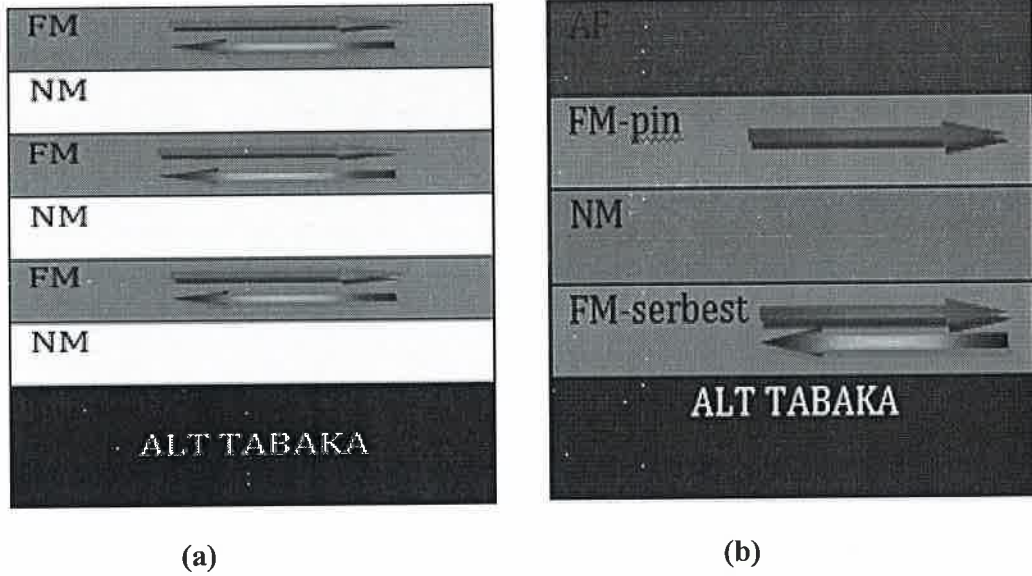 FM
NM
FM
NM
FM
NM
ALT TABAKA
(a)
AF
FM-pin
NM
FM-serbest
ALT TABAKA
(b)